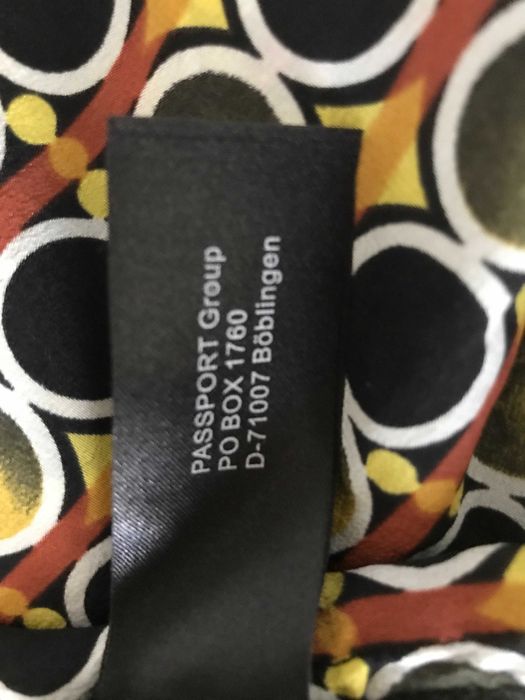 PASSPORT Group
PO BOX 1760
D-71007 Böblingen